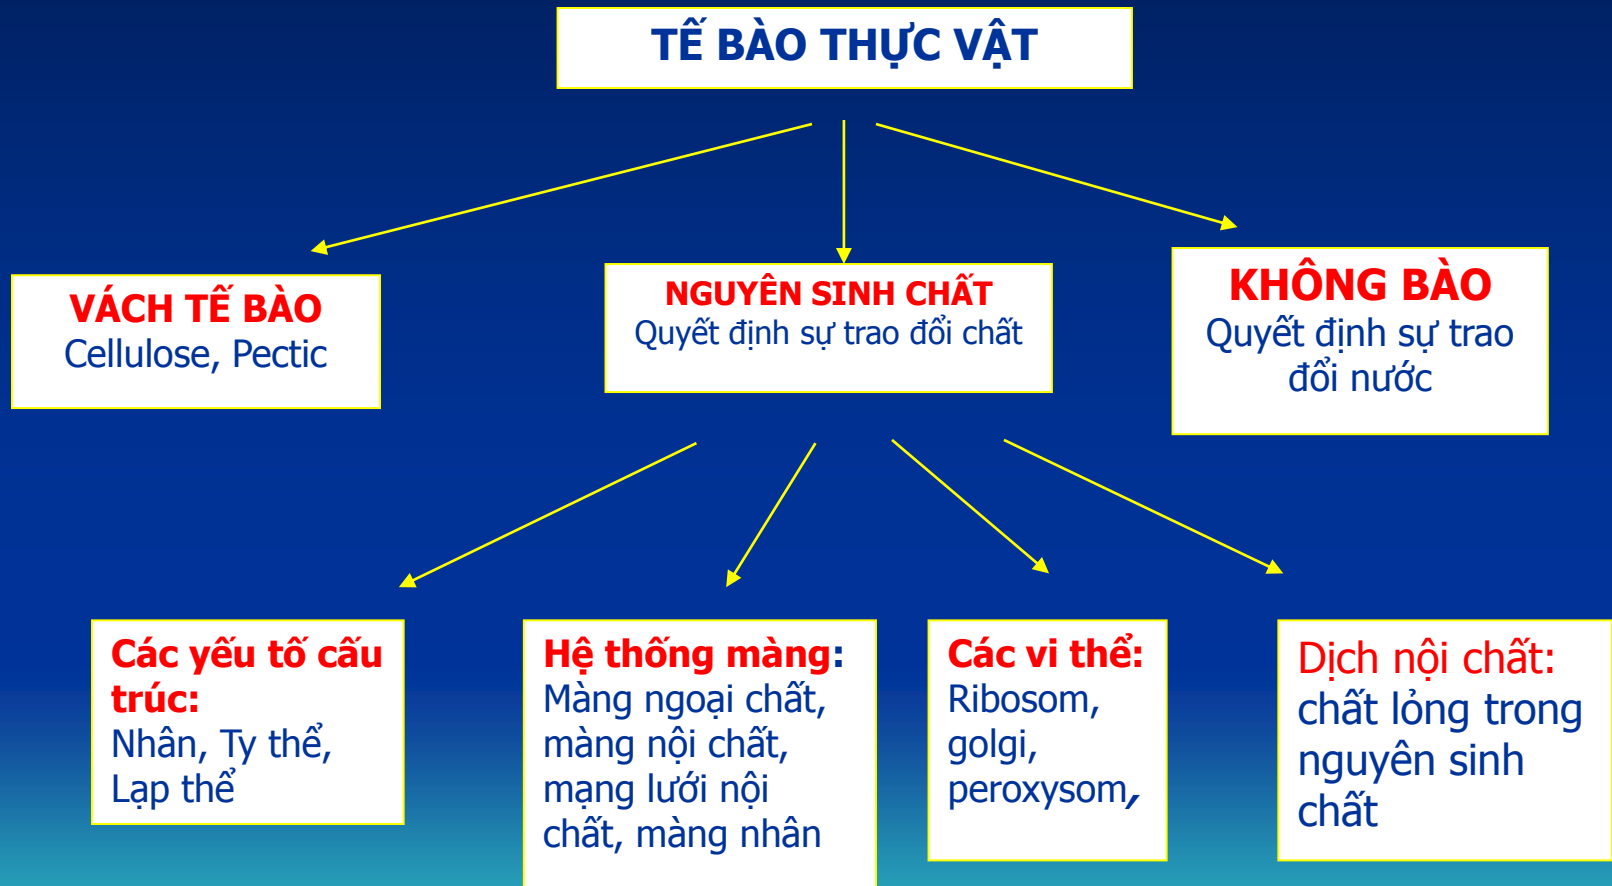 TẾ BÀO THỰC VẬT
VÁCH TẾ BÀO
Cellulose, Pectic
NGUYÊN SINH CHẤT
Quyết định sự trao đổi chất
KHÔNG BÀO
Quyết định sự trao
đổi nước
Các yếu tố cấu
trúc:
Nhân, Ty thể,
Lạp thể
Hệ thống màng:
Màng ngoại chất,
màng nội chất,
mạng lưới nội
chất, màng nhân
Các vi thể:
Ribosom,
golgi,
peroxysom,
Dịch nội chất:
chất lỏng trong
nguyên sinh
chất